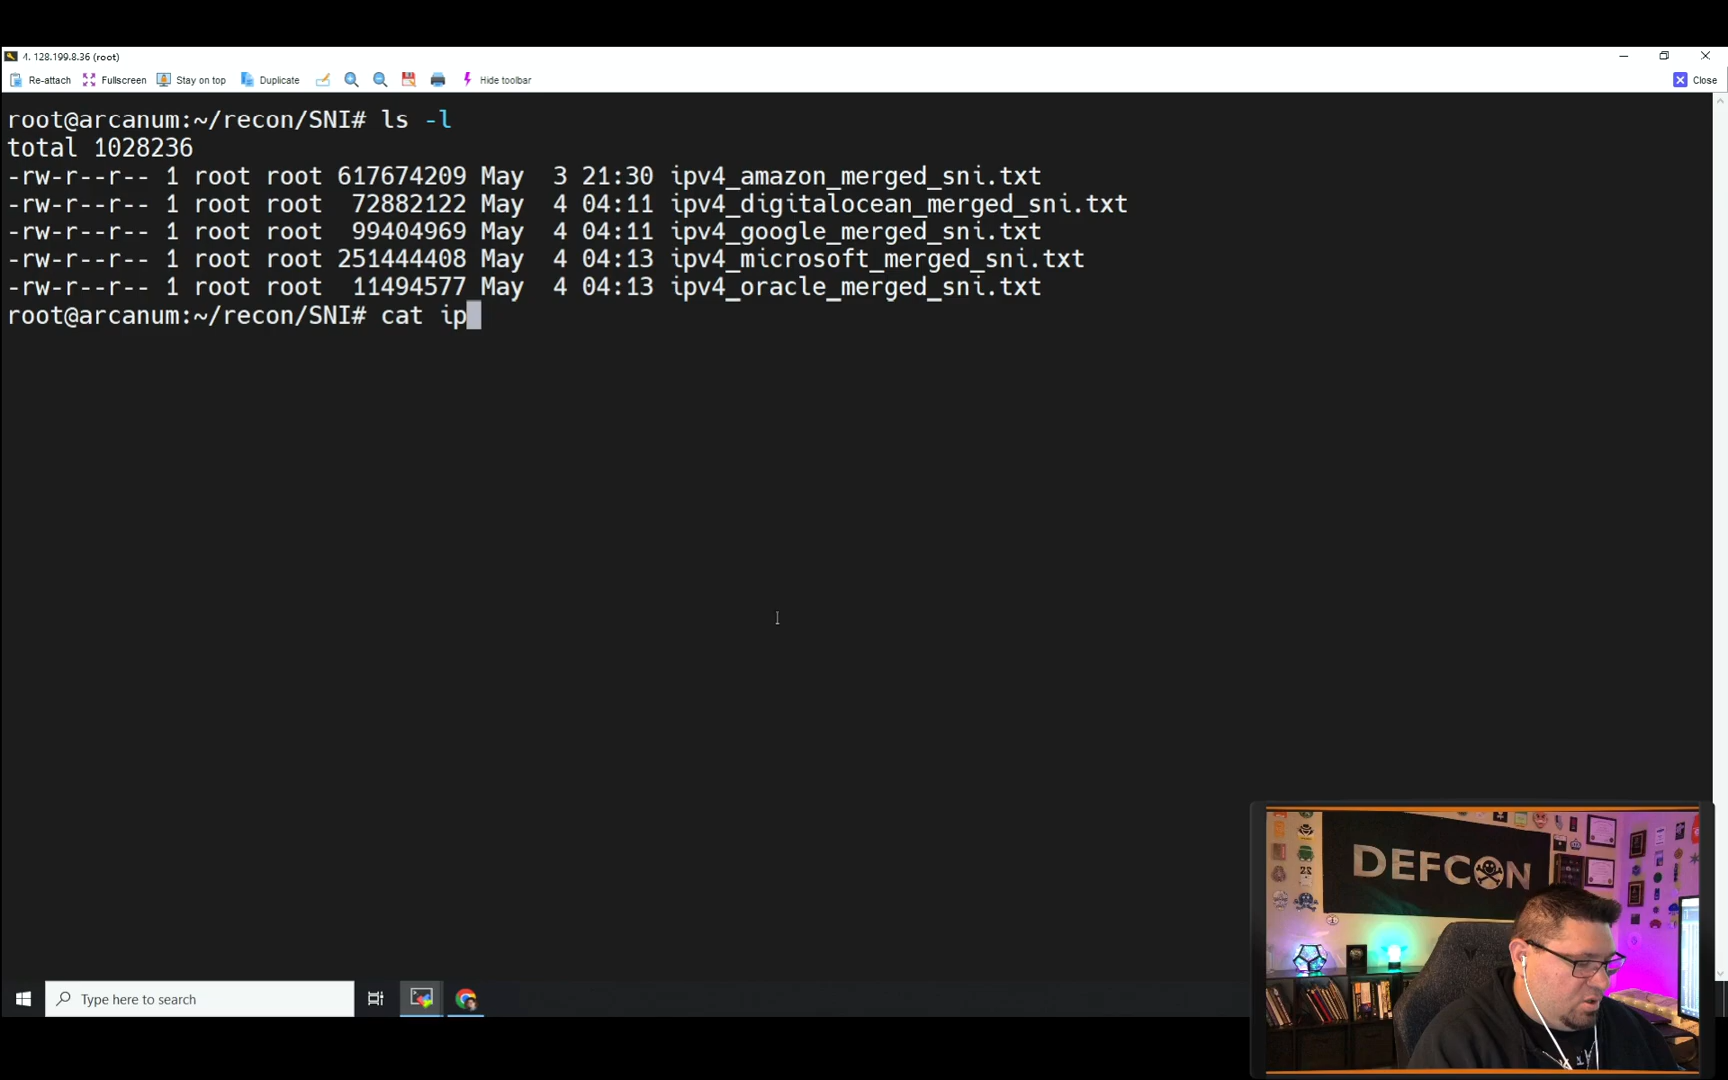 4. 128.199.8.36 (root)
Re-attach Fullscreen Stay on top Duplicate Hide toolbar Close
root@arcanum:~/recon/SNI# ls -l
total 1028236
-rw-r--r-- 1 root root 617674209 May  3 21:30 ipv4_amazon_merged_sni.txt
-rw-r--r-- 1 root root  72882122 May  4 04:11 ipv4_digitalocean_merged_sni.txt
-rw-r--r-- 1 root root  99404969 May  4 04:11 ipv4_google_merged_sni.txt
-rw-r--r-- 1 root root 251444408 May  4 04:13 ipv4_microsoft_merged_sni.txt
-rw-r--r-- 1 root root  11494577 May  4 04:13 ipv4_oracle_merged_sni.txt
root@arcanum:~/recon/SNI# cat ip
DEFCON
Type here to search